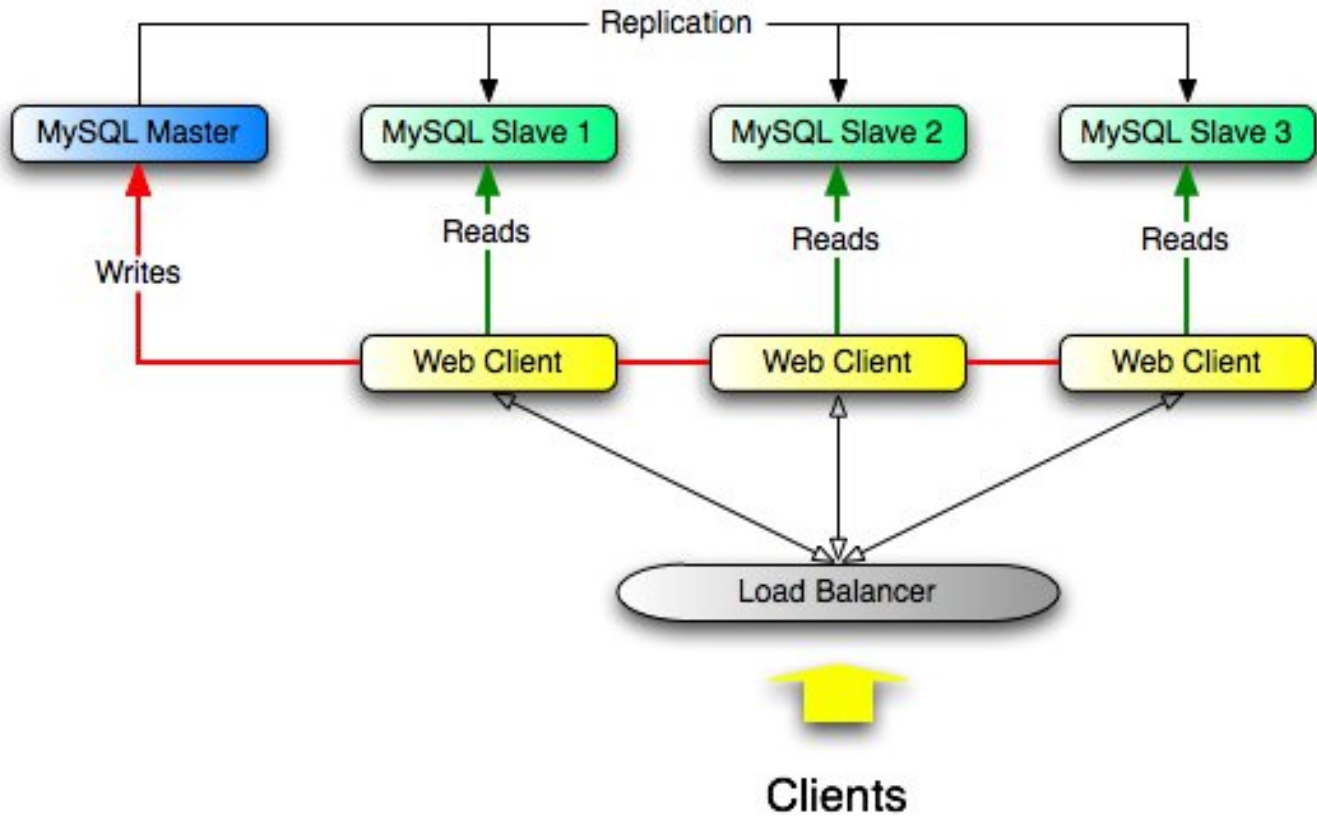 Replication
MySQL Master
MySQL Slave 1
MySQL Slave 2
MySQL Slave 3
Reads
Reads
Reads
Writes
Web Client
Web Client
Web Client
Load Balancer
Clients